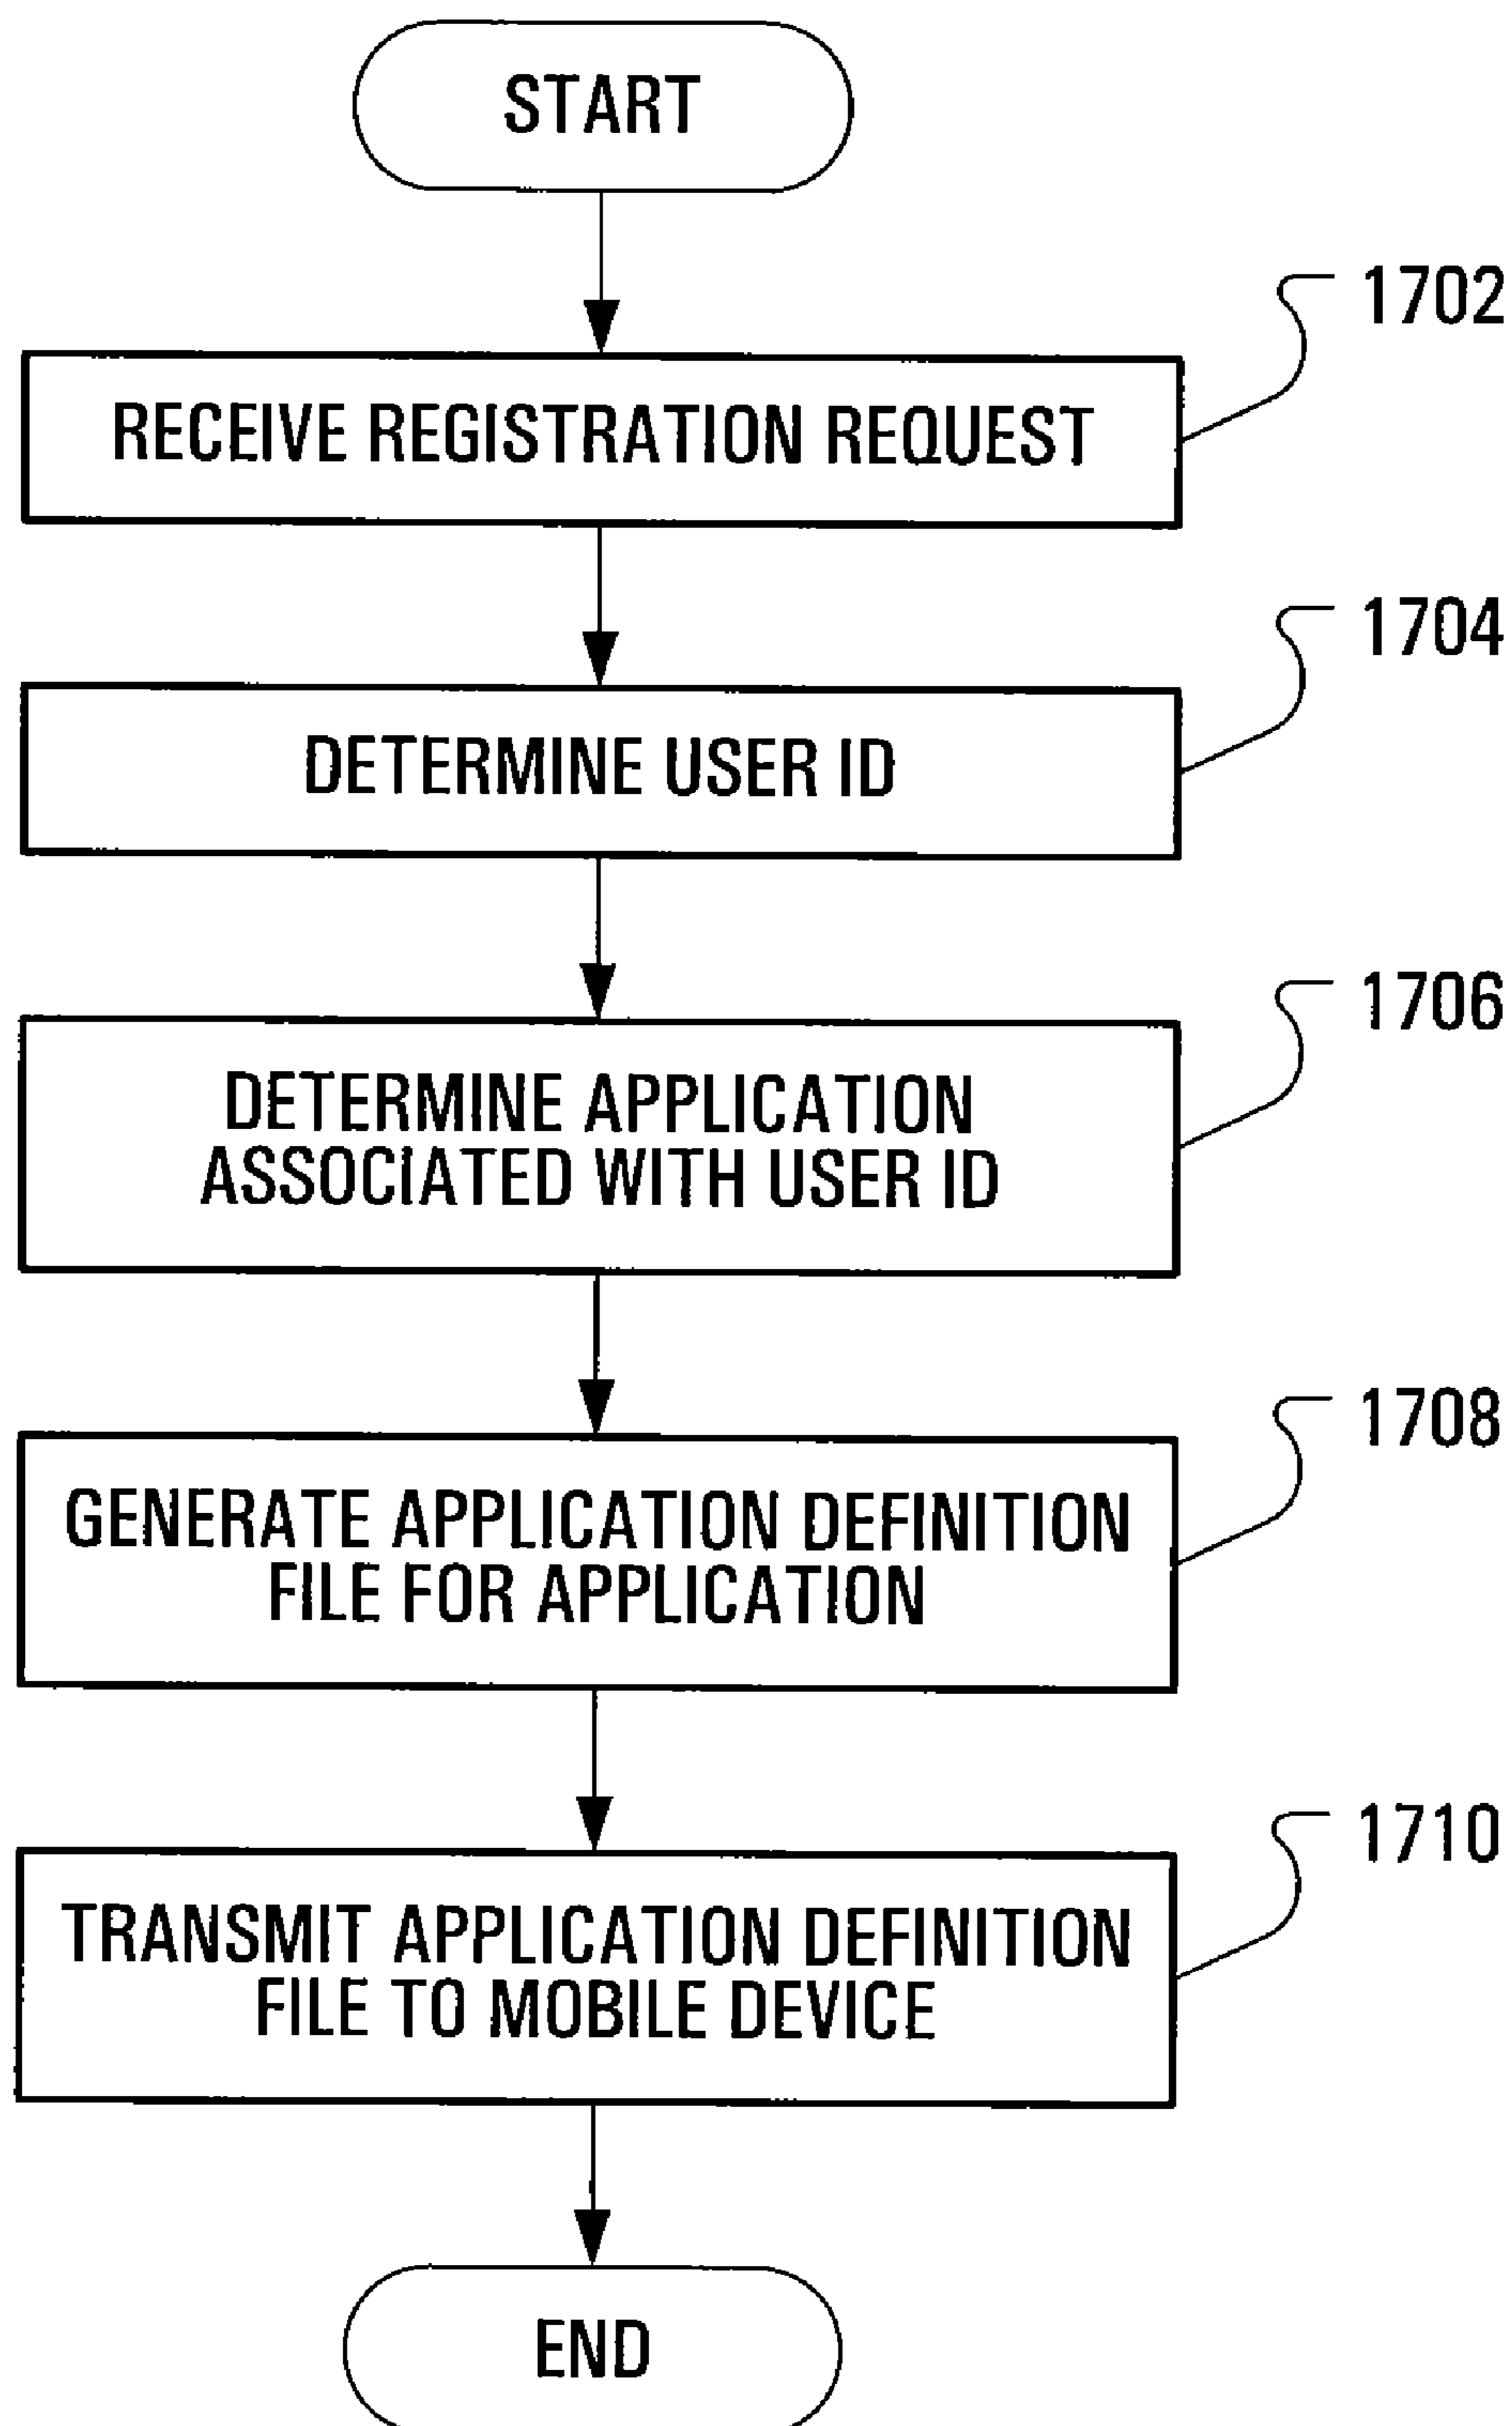 START
1702
RECEIVE REGISTRATION REQUEST
1704
DETERMINE USER ID
1706
DETERMINE APPLICATION
ASSOCIATED WITH USER ID
1708
GENERATE APPLICATION DEFINITION
FILE FOR APPLICATION
1710
TRANSMIT APPLICATION DEFINITION
FILE TO MOBILE DEVICE
END